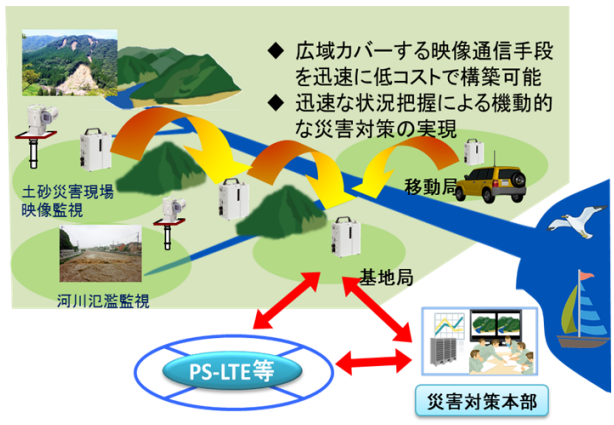 ◆ 広域カバーする映像通信手段
を迅速に低コストで構築可能
◆ 迅速な状況把握による機動的
な災害対策の実現
土砂災害現場
映像監視
移動局
河川氾濫監視
基地局
PS-LTE等
災害対策本部